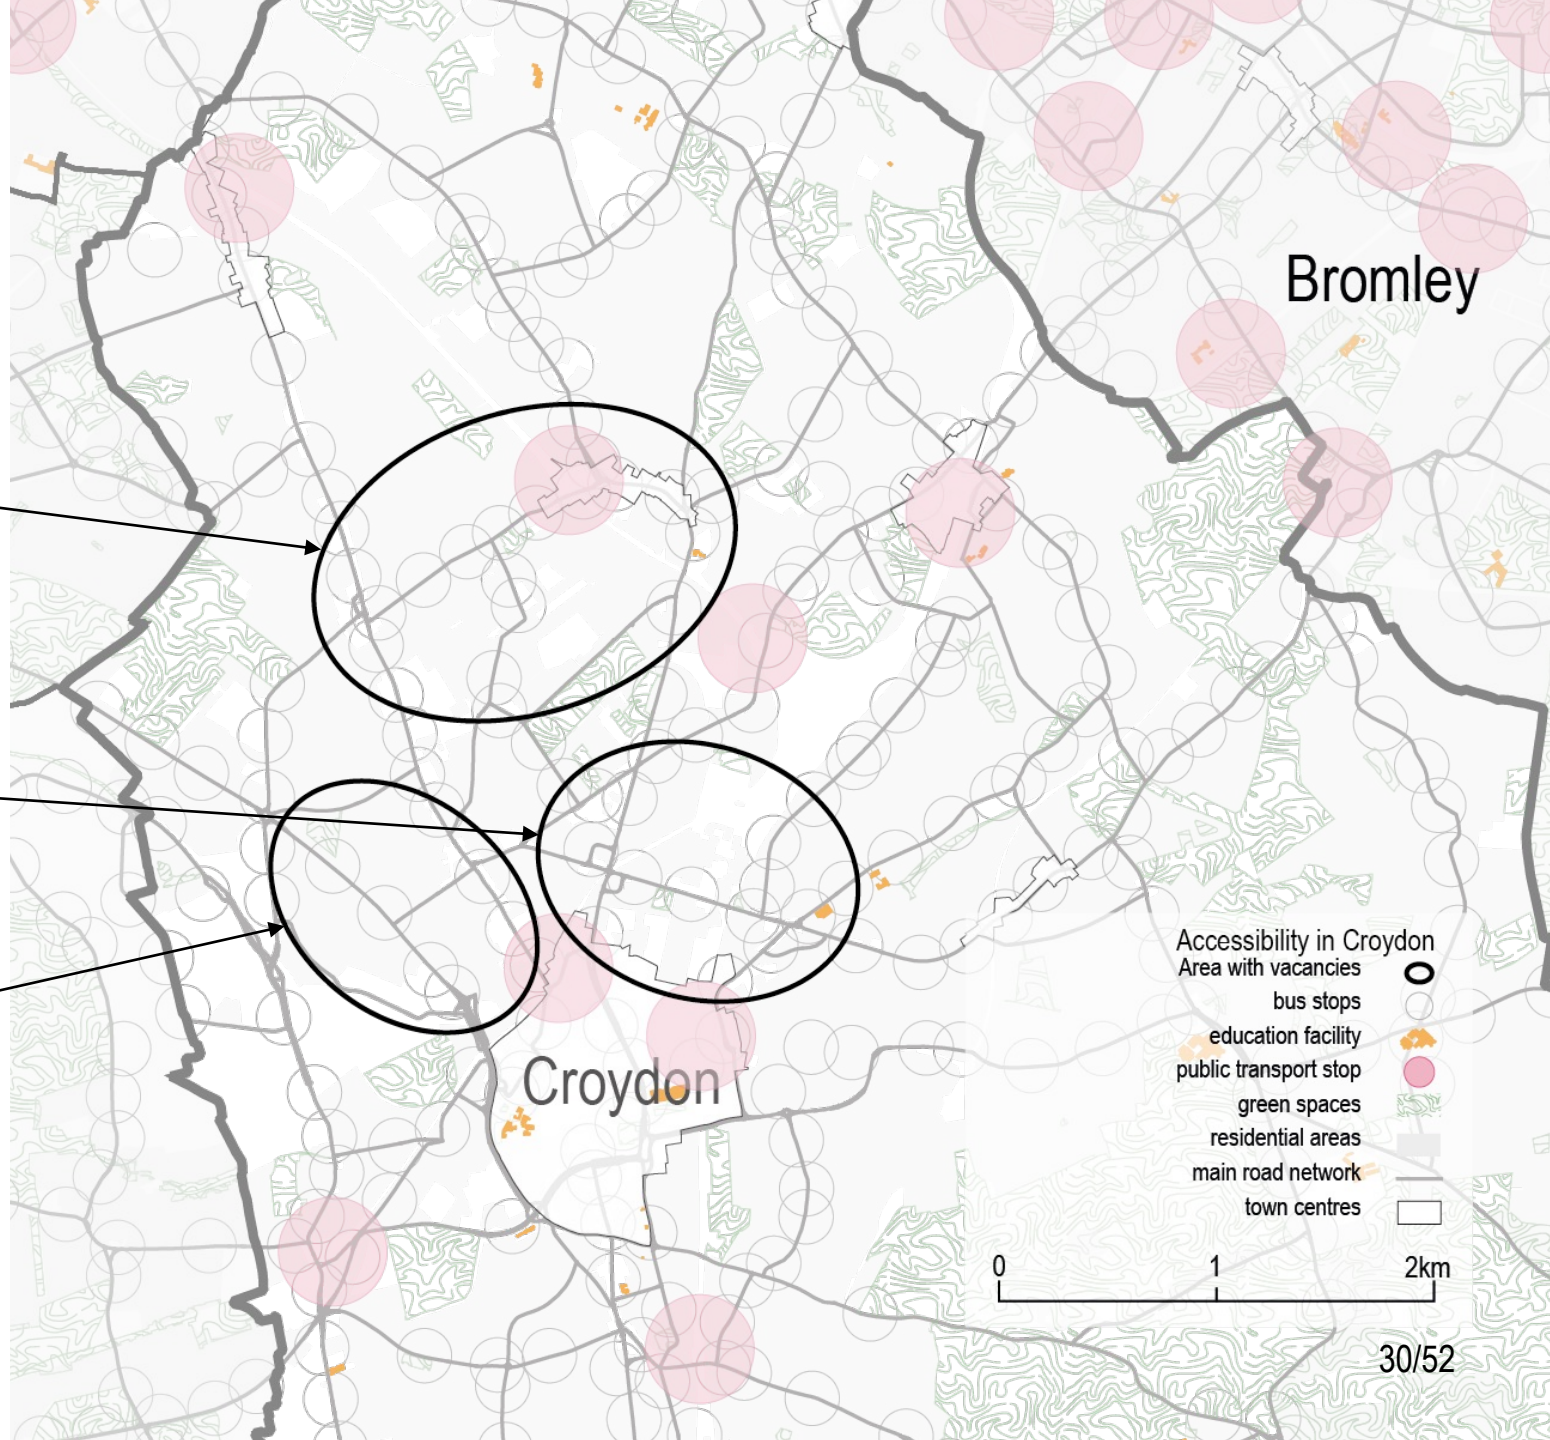 Bromley
Croydon
Accessibility in Croydon
Area with vacancies
bus stops
education facility
public transport stop
green spaces
residential areas
main road network
town centres
0 1 2km
30/52